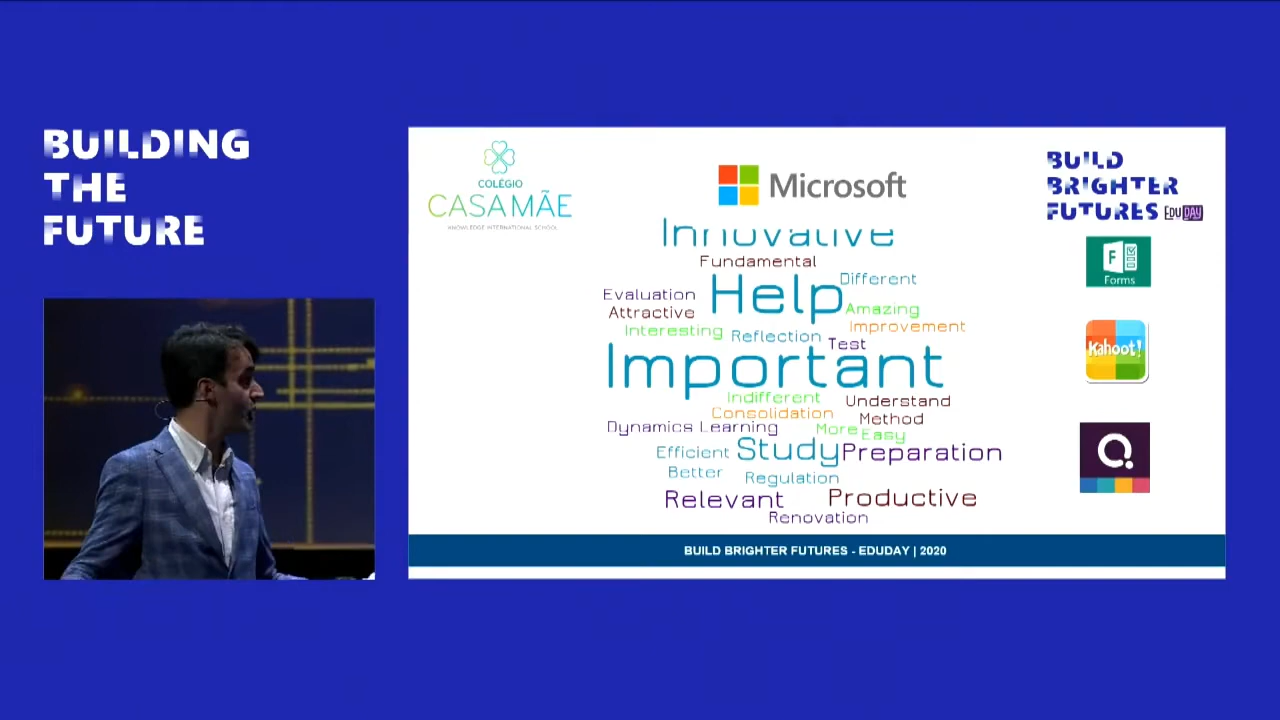 BUILDING
THE
FUTURE
COLÉGIO
CASA MÃE
KNOWLEDGE INTERNATIONAL SCHOOL
Microsoft
BUILD
BRIGHTER
FUTURES EDU DAY
Innovative
Fundamental
Help
Different
Evaluation
Attractive
Amazing
Interesting
Reflection
Improvement
Test
Important
Indifferent
Understand
Consolidation
Method
Dynamics Learning
More
Easy
Efficient
Study
Preparation
Better
Regulation
Relevant
Productive
Renovation
F
Forms
Kahoot!
Q
BUILD BRIGHTER FUTURES - EDUDAY | 2020